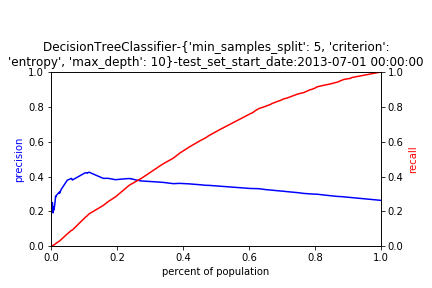 DecisionTreeClassifier-{'min_samples_split': 5, 'criterion':
'entropy', 'max_depth': 10}-test_set_start_date:2013-07-01 00:00:00
1.0
0.8
0.6
0.4
0.2
0.0
precision
1.0
0.8
0.6
0.4
0.2
0.0
recall
0.0 0.2 0.4 0.6 0.8 1.0
percent of population